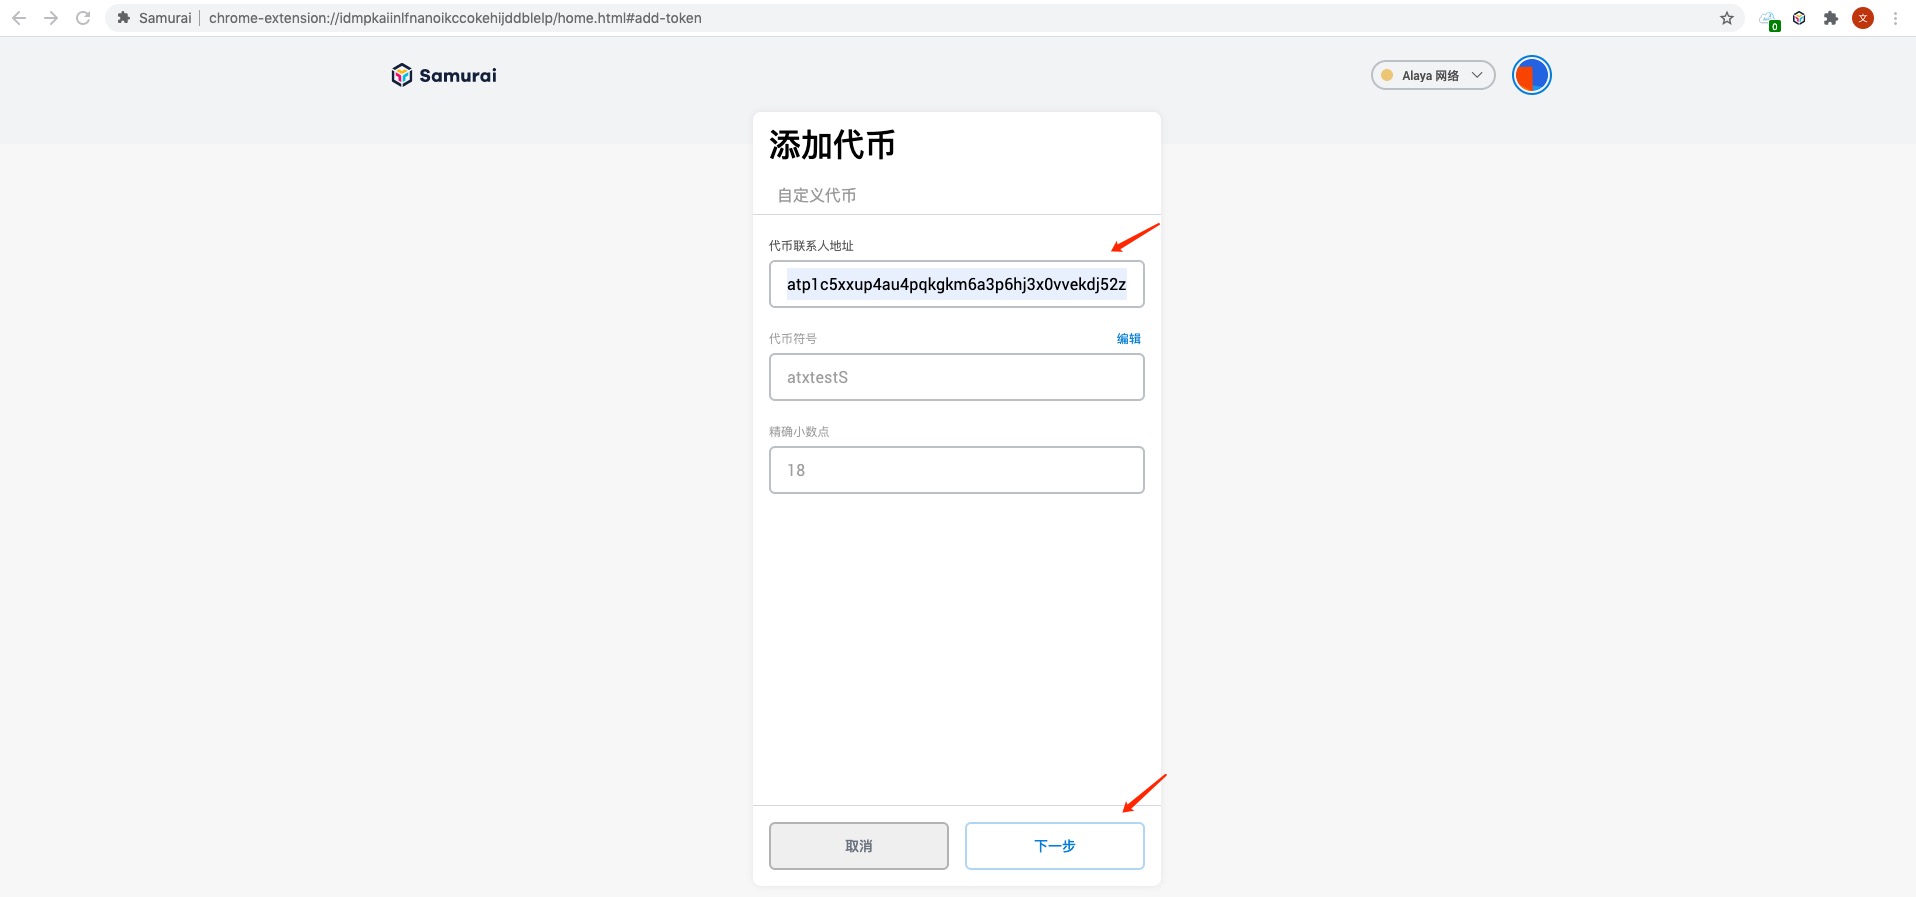 Samurai
chrome-extension://idmpkaiinlfnanoikccokehijddblelp/home.html#add-token
0
文
Samurai
Alaya 网络
添加代币
自定义代币
代币联系人地址
atp1c5xxup4au4pqkgkm6a3p6hj3x0vvekdj52z
代币符号
编辑
atxtestS
精确小数点
18
取消
下一步